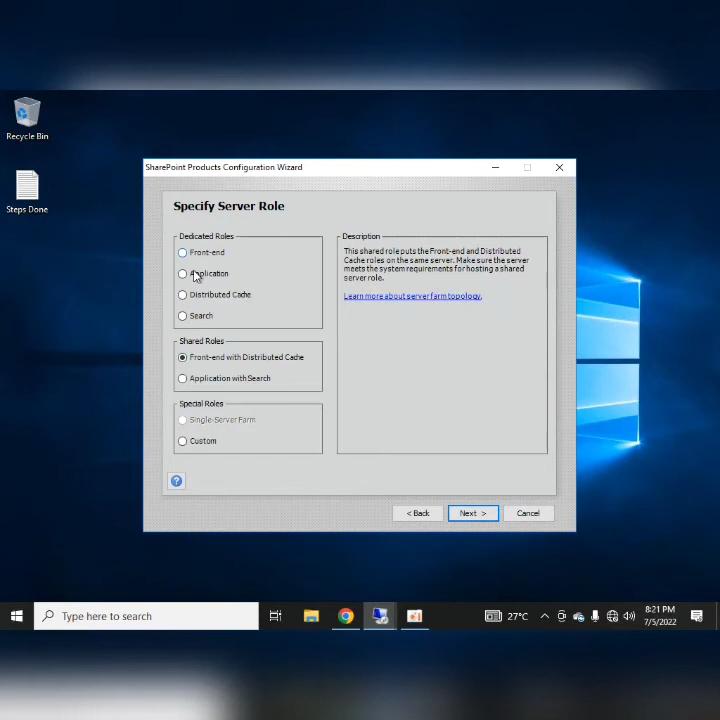 Recycle Bin
Steps Done
SharePoint Products Configuration Wizard
Specify Server Role
Dedicated Roles
Front-end
Application
Distributed Cache
Search
Shared Roles
Front-end with Distributed Cache
Application with Search
Special Roles
Single-Server Farm
Custom
Description
This shared role puts the Front-end and Distributed
Cache roles on the same server. Make sure the server
meets the system requirements for hosting a shared
server role.
Learn more about server farm topology.
?
< Back
Next >
Cancel
Type here to search
27°C
8:21 PM
7/5/2022